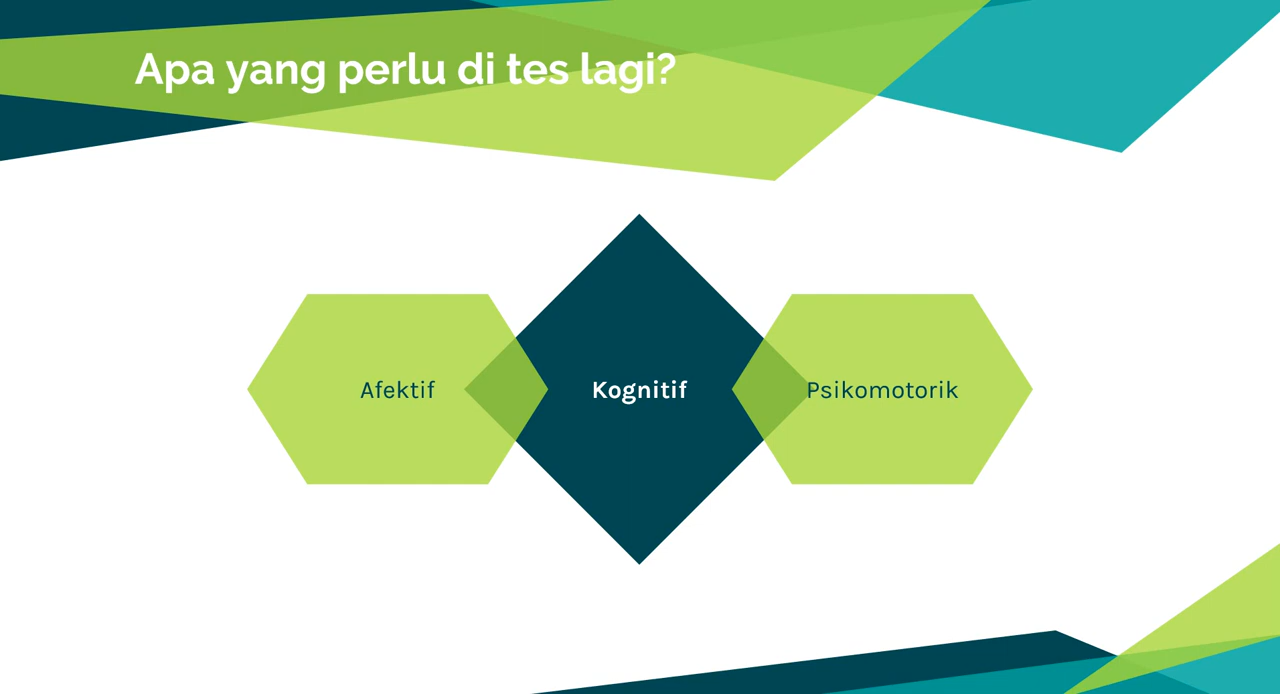 Apa yang perlu di tes lagi?
Afektif
Kognitif
Psikomotorik